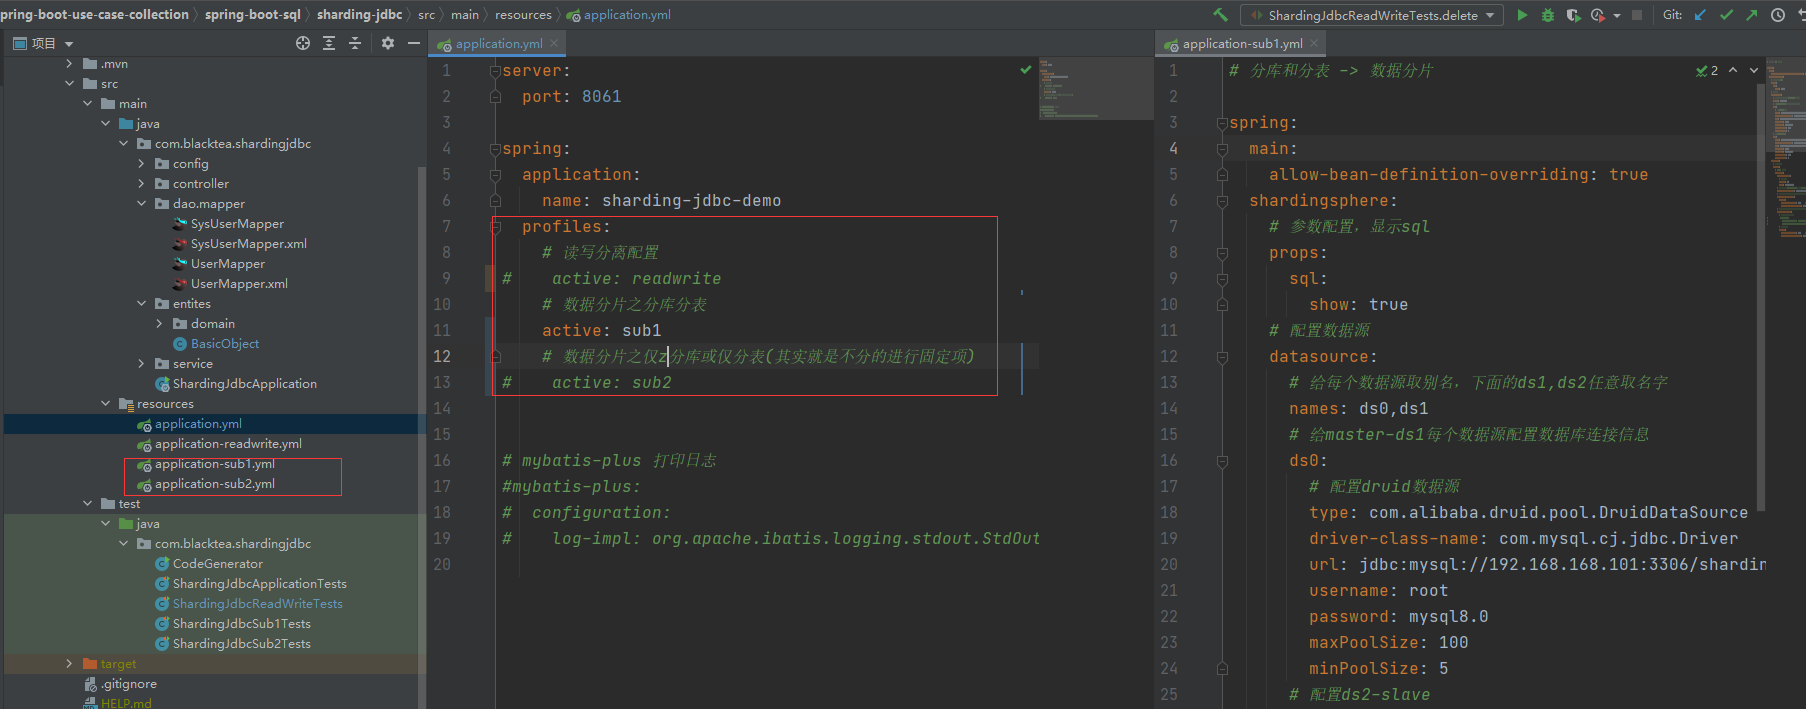 pring-boot-use-case-collection 〉 spring-boot-sql 〉 sharding-jdbc 〉 src 〉 main 〉 resources 〉 application.yml
ShardingJdbcReadWriteTests.delete
Git:
项目
.mvn
src
main
java
com.blacktea.shardingjdbc
config
controller
dao.mapper
SysUserMapper
SysUserMapper.xml
UserMapper
UserMapper.xml
entites
domain
BasicObject
service
ShardingJdbcApplication
resources
application.yml
application-readwrite.yml
application-sub1.yml
application-sub2.yml
test
java
com.blacktea.shardingjdbc
CodeGenerator
ShardingJdbcApplicationTests
ShardingJdbcReadWriteTests
ShardingJdbcSub1Tests
ShardingJdbcSub2Tests
target
.gitignore
HELP.md
application.yml
1 server:
2 port: 8061
3
4 spring:
5 application:
6 name: sharding-jdbc-demo
7 profiles:
8 # 读写分离配置
9 # active: readwrite
10 # 数据分片之分库分表
11 active: sub1
12 # 数据分片之仅z分库或仅分表(其实就是不分的进行固定项)
13 # active: sub2
14
15
16 # mybatis-plus 打印日志
17 #mybatis-plus:
18 # configuration:
19 # log-impl: org.apache.ibatis.logging.stdout.StdOut
20
application-sub1.yml
2
1 # 分库和分表 -> 数据分片
2
3 spring:
4 main:
5 allow-bean-definition-overriding: true
6 shardingsphere:
7 # 参数配置，显示sql
8 props:
9 sql:
10 show: true
11 # 配置数据源
12 datasource:
13 # 给每个数据源取别名，下面的ds1,ds2任意取名字
14 names: ds0,ds1
15 # 给master-ds1每个数据源配置数据库连接信息
16 ds0:
17 # 配置druid数据源
18 type: com.alibaba.druid.pool.DruidDataSource
19 driver-class-name: com.mysql.cj.jdbc.Driver
20 url: jdbc:mysql://192.168.168.101:3306/shardin
21 username: root
22 password: mysql8.0
23 maxPoolSize: 100
24 minPoolSize: 5
25 # 配置ds2-slave